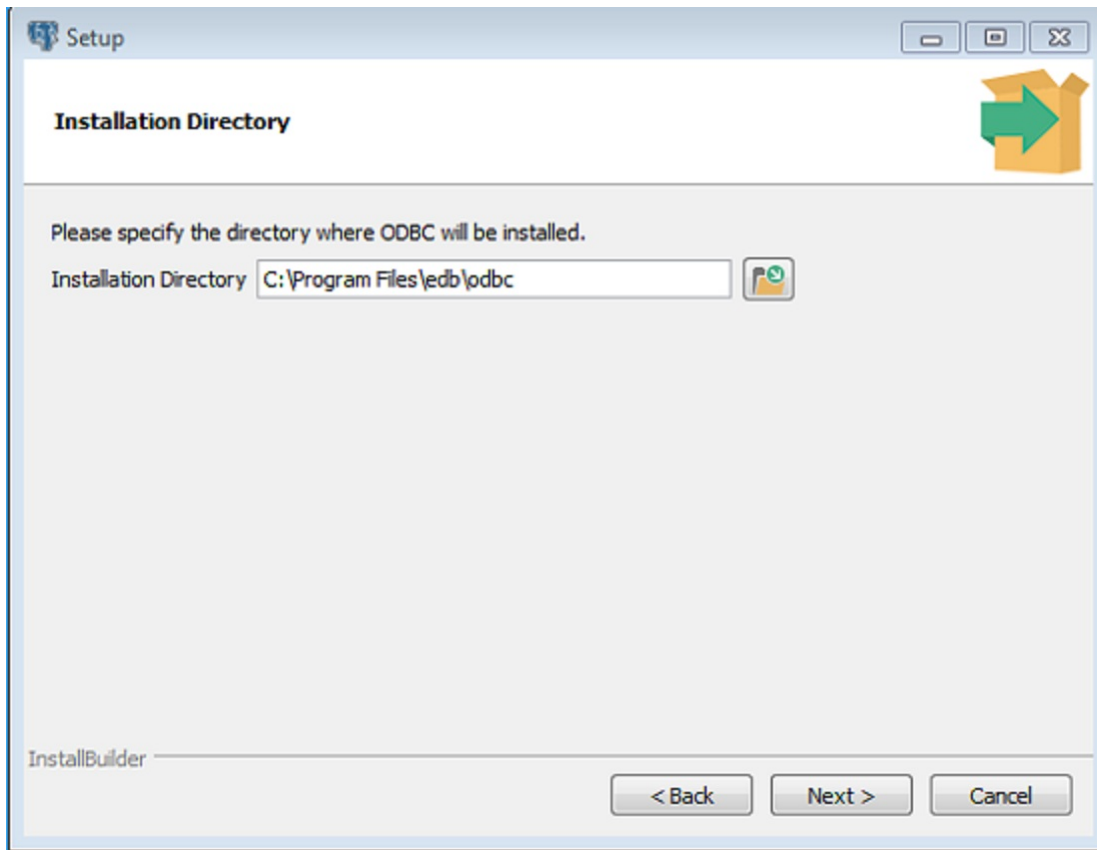 Setup
Installation Directory
Please specify the directory where ODBC will be installed.
Installation Directory C:\Program Files\edb\odbc
InstallBuilder
< Back Next > Cancel